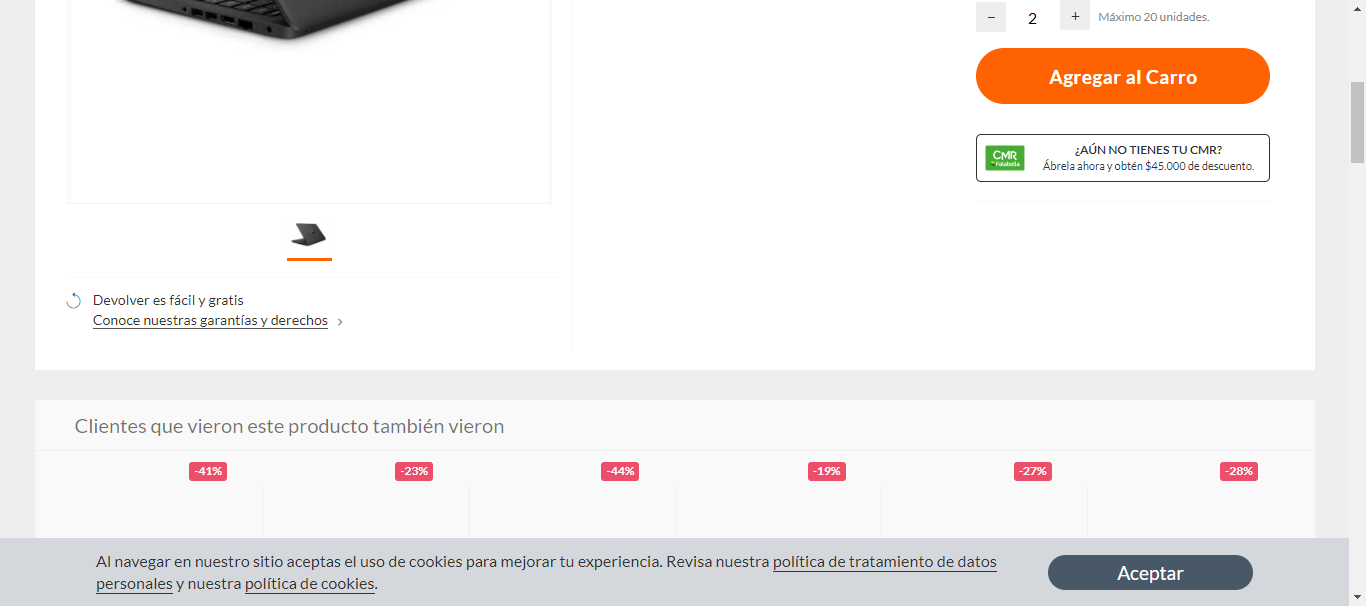 −
2
+
Máximo 20 unidades.
Agregar al Carro
CMR
Falabella
¿AÚN NO TIENES TU CMR?
Ábrela ahora y obtén $45.000 de descuento.
Devolver es fácil y gratis
Conoce nuestras garantías y derechos
Clientes que vieron este producto también vieron
-41%
-23%
-44%
-19%
-27%
-28%
Al navegar en nuestro sitio aceptas el uso de cookies para mejorar tu experiencia. Revisa nuestra política de tratamiento de datos
personales y nuestra política de cookies.
Aceptar